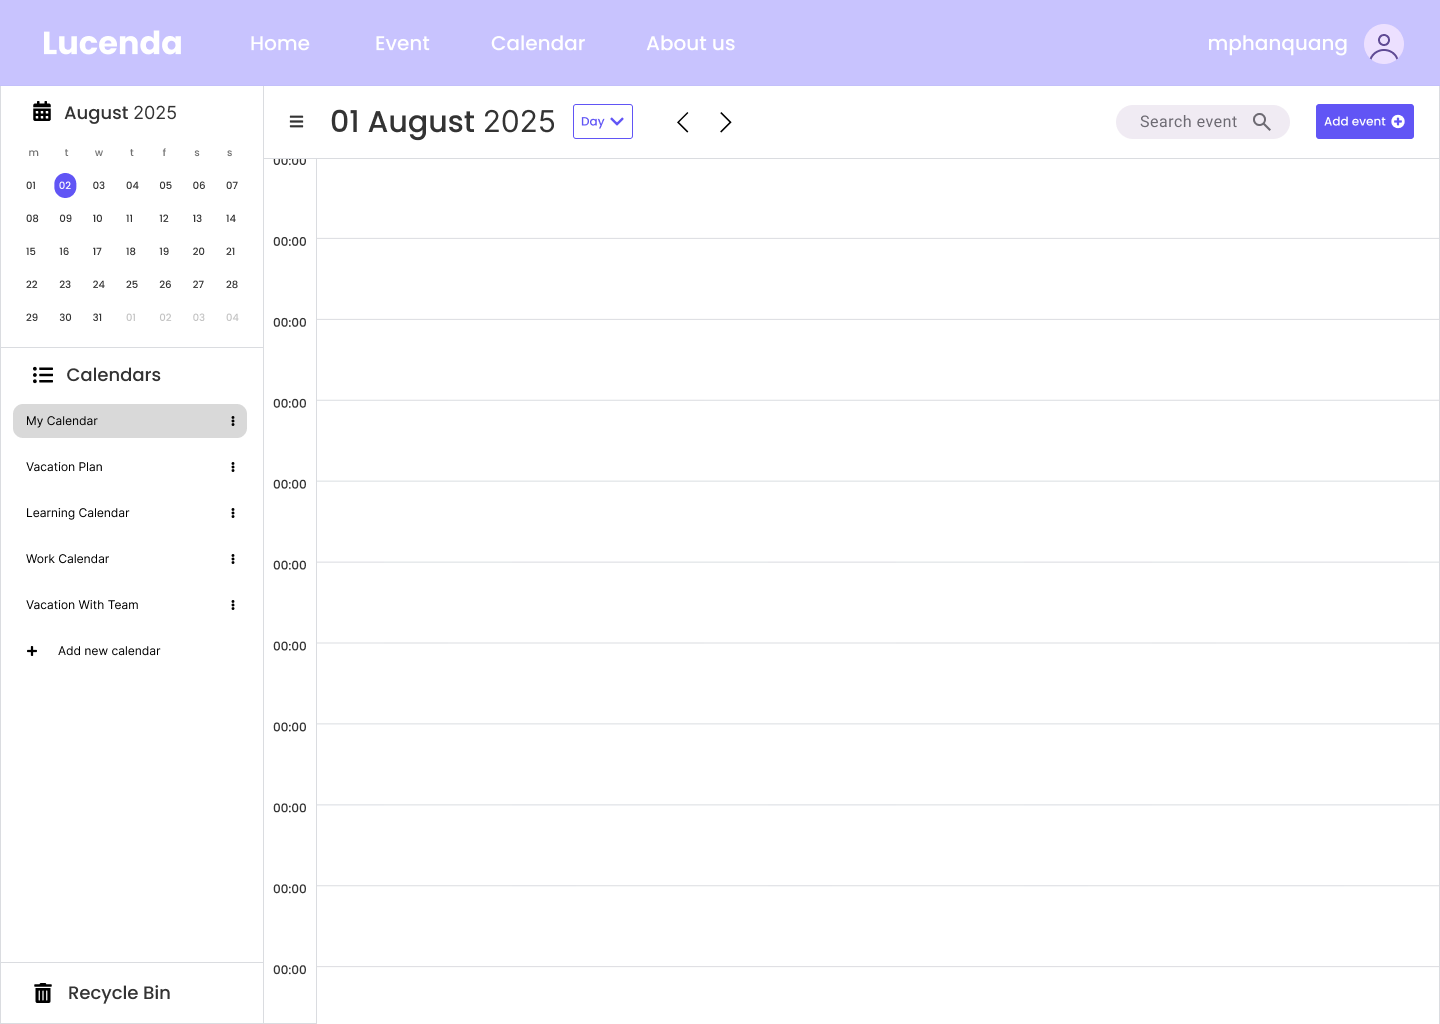 Lucenda Home Event Calendar About us mphanquang
August 2025
m t w t f s s
01 02 03 04 05 06 07
08 09 10 11 12 13 14
15 16 17 18 19 20 21
22 23 24 25 26 27 28
29 30 31 01 02 03 04
Calendars
My Calendar
Vacation Plan
Learning Calendar
Work Calendar
Vacation With Team
Add new calendar
Recycle Bin
01 August 2025 Day Search event Add event
00:00
00:00
00:00
00:00
00:00
00:00
00:00
00:00
00:00
00:00
00:00